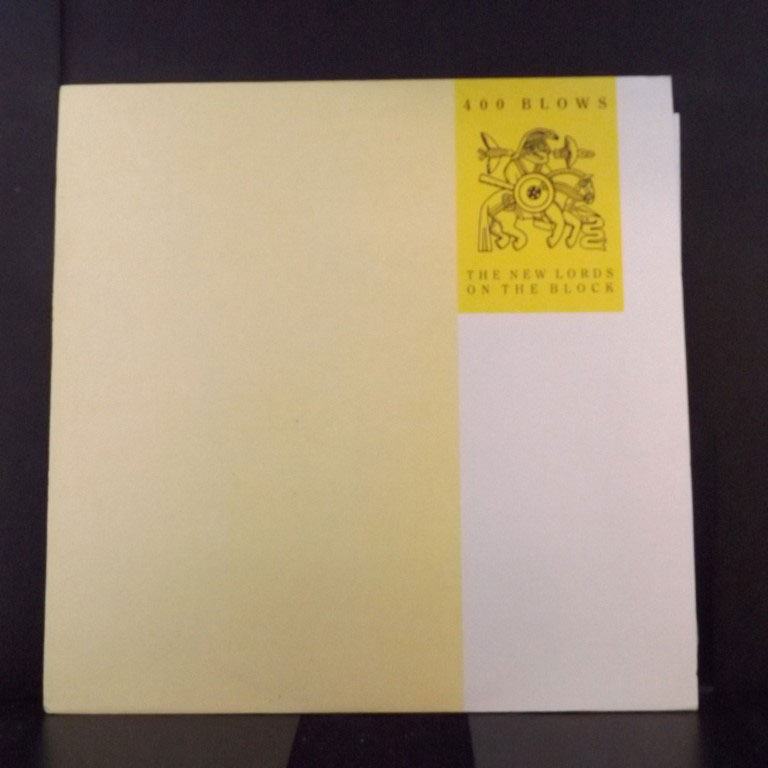 400 BLOWS
THE NEW LORDS
ON THE BLOCK